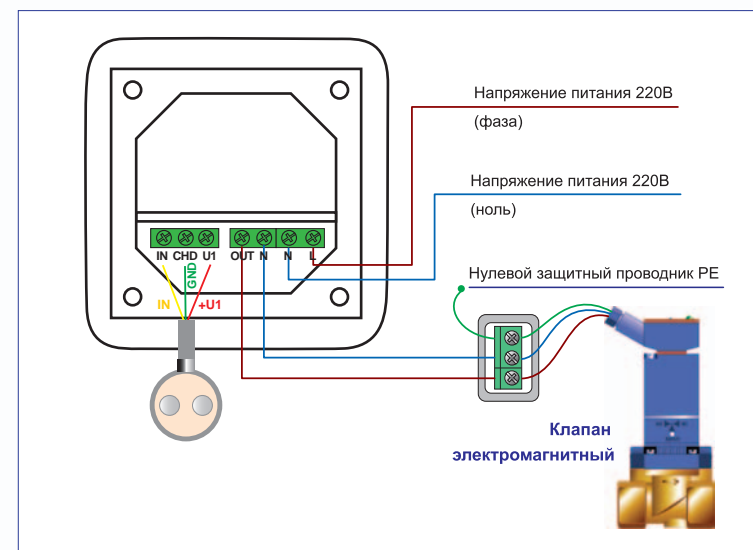 Напряжение питания 220В
(фаза)
Напряжение питания 220В
(ноль)
IN CHD U1 OUT N N L
GND
IN
+U1
Нулевой защитный проводник PE
Клапан
электромагнитный